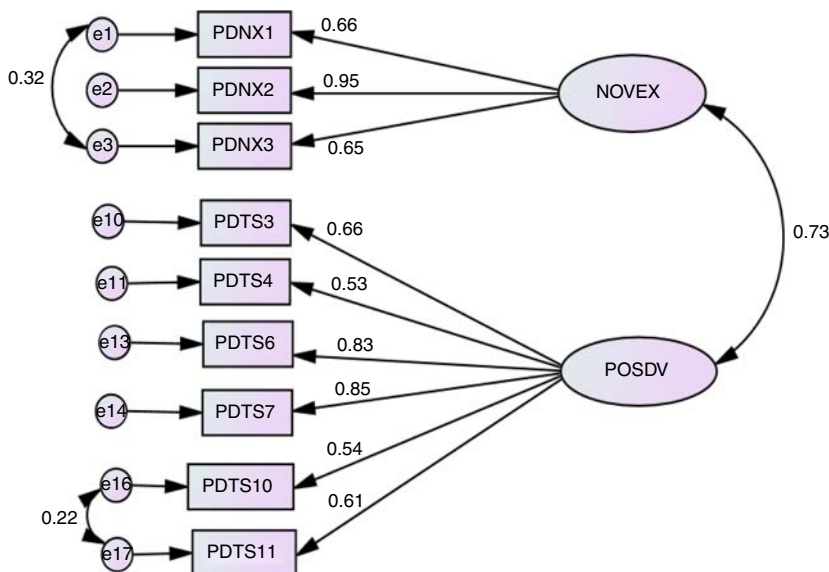 e1 PDNX1 0.66
0.32 e2 PDNX2 0.95 NOVEX
e3 PDNX3 0.65
e10 PDTS3 0.66 0.73
e11 PDTS4 0.53
e13 PDTS6 0.83
POSDV
e14 PDTS7 0.85
e16 PDTS10 0.54
0.22
e17 PDTS11 0.61